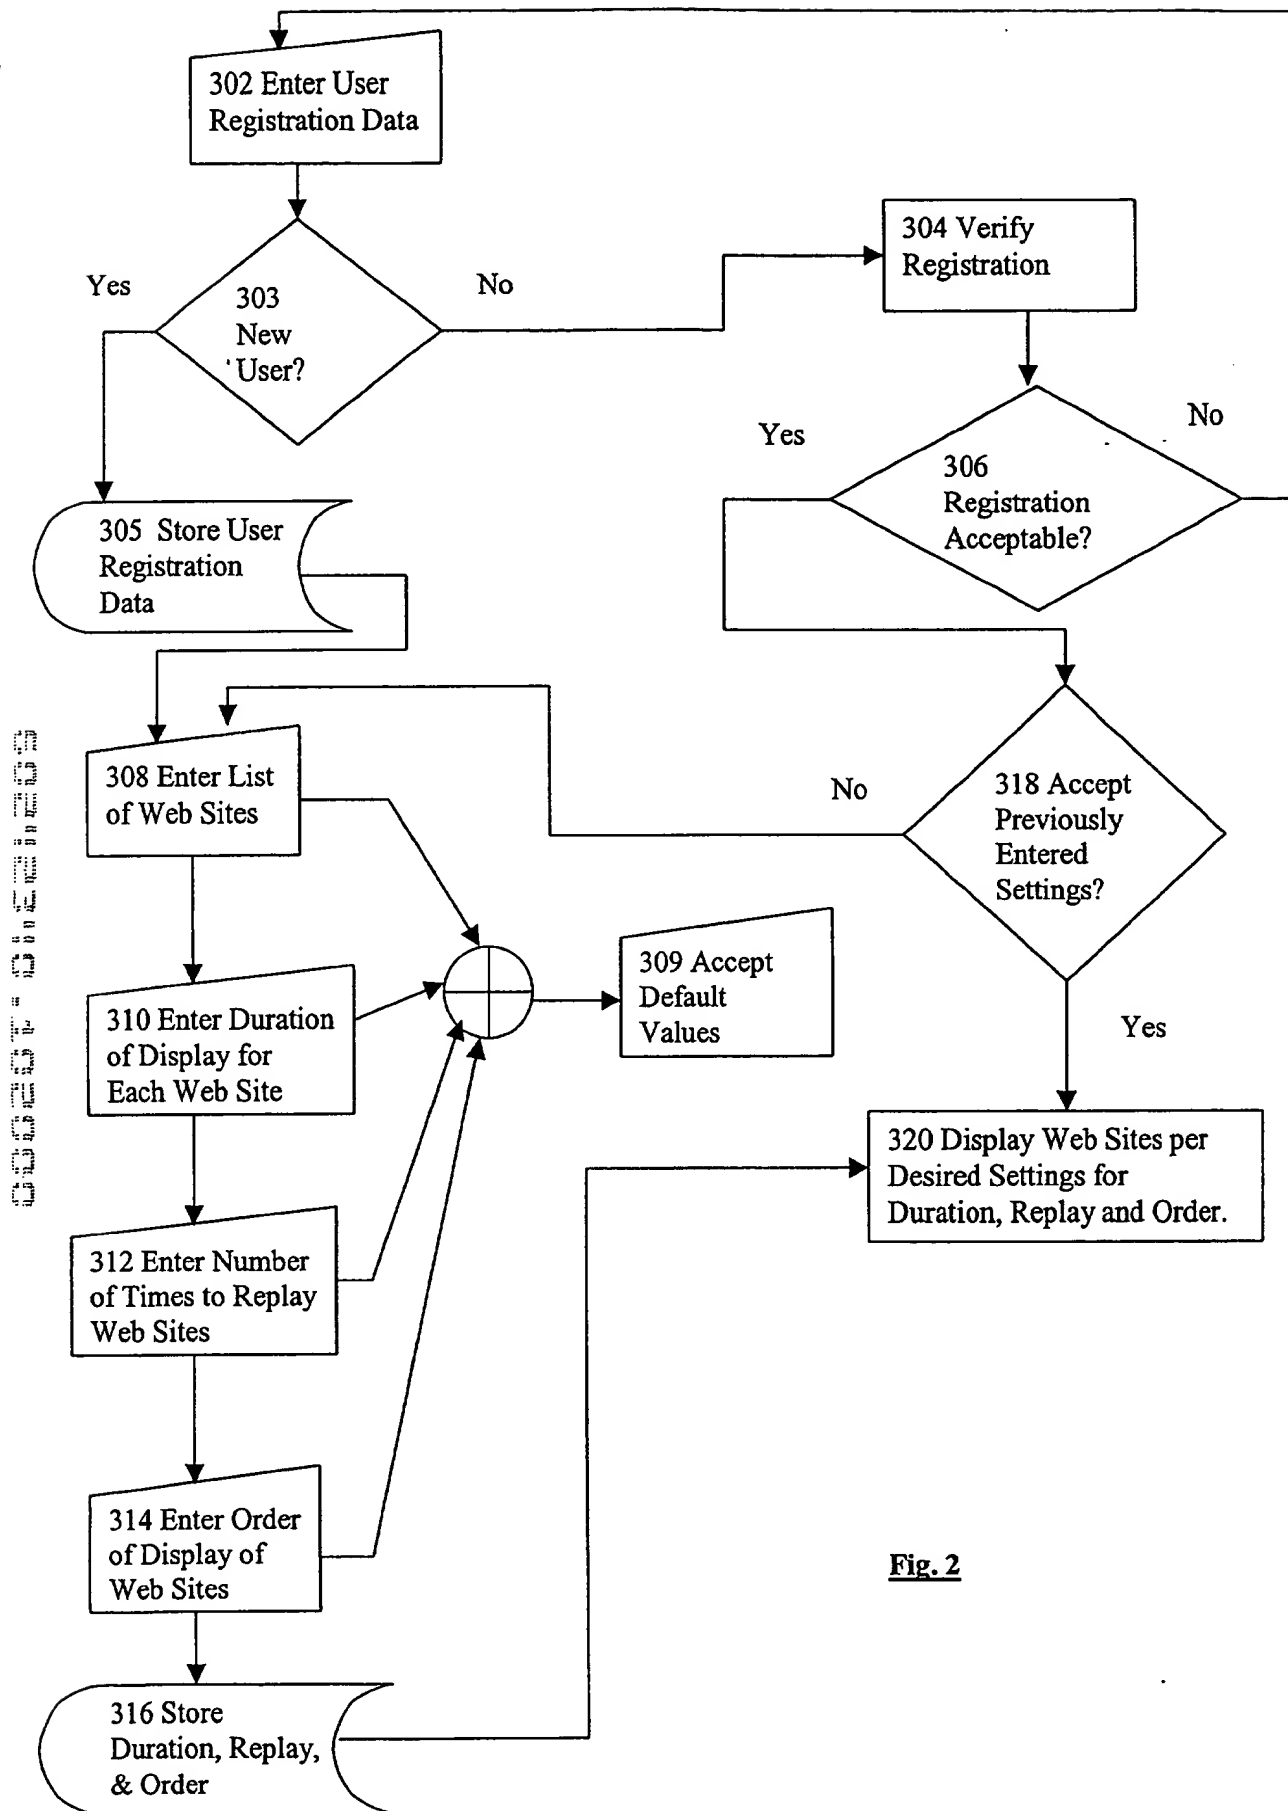 302 Enter User
Registration Data
304 Verify
Registration
Yes
No
303
New
User?
Yes
No
306
Registration
Acceptable?
305 Store User
Registration
Data
308 Enter List
of Web Sites
No
318 Accept
Previously
Entered
Settings?
309 Accept
Default
Values
310 Enter Duration
of Display for
Each Web Site
Yes
320 Display Web Sites per
Desired Settings for
Duration, Replay and Order.
312 Enter Number
of Times to Replay
Web Sites
314 Enter Order
of Display of
Web Sites
Fig. 2
316 Store
Duration, Replay,
& Order